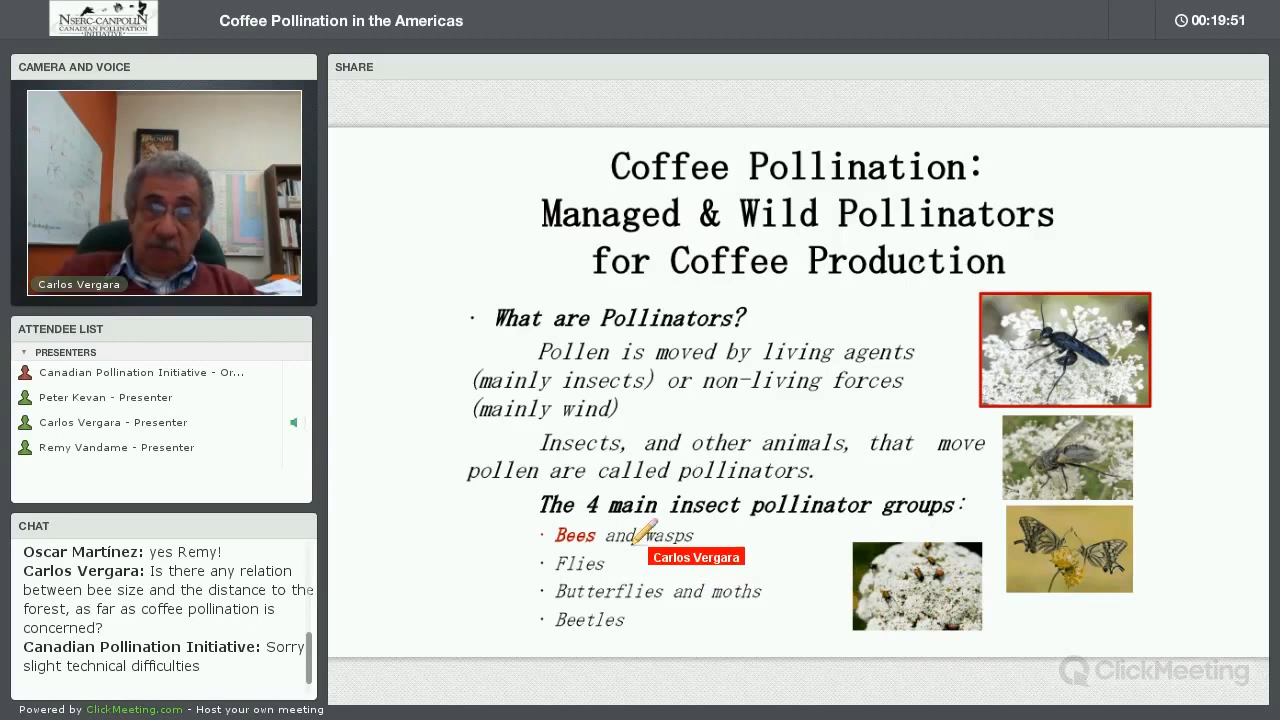 NSERC-CANPOLIN
CANADIAN POLLINATION
INITIATIVE
Coffee Pollination in the Americas
00:19:51
CAMERA AND VOICE
Carlos Vergara
ATTENDEE LIST
PRESENTERS
Canadian Pollination Initiative - Or...
Peter Kevan - Presenter
Carlos Vergara - Presenter
Remy Vandame - Presenter
CHAT
Oscar Martínez: yes Remy!
Carlos Vergara: Is there any relation
between bee size and the distance to the
forest, as far as coffee pollination is
concerned?
Canadian Pollination Initiative: Sorry
slight technical difficulties
Powered by ClickMeeting.com - Host your own meeting
SHARE
Coffee Pollination:
Managed & Wild Pollinators
for Coffee Production
· What are Pollinators?
Pollen is moved by living agents
(mainly insects) or non-living forces
(mainly wind)
Insects, and other animals, that move
pollen are called pollinators.
The 4 main insect pollinator groups:
· Bees and wasps
Carlos Vergara
· Flies
· Butterflies and moths
· Beetles
ClickMeeting